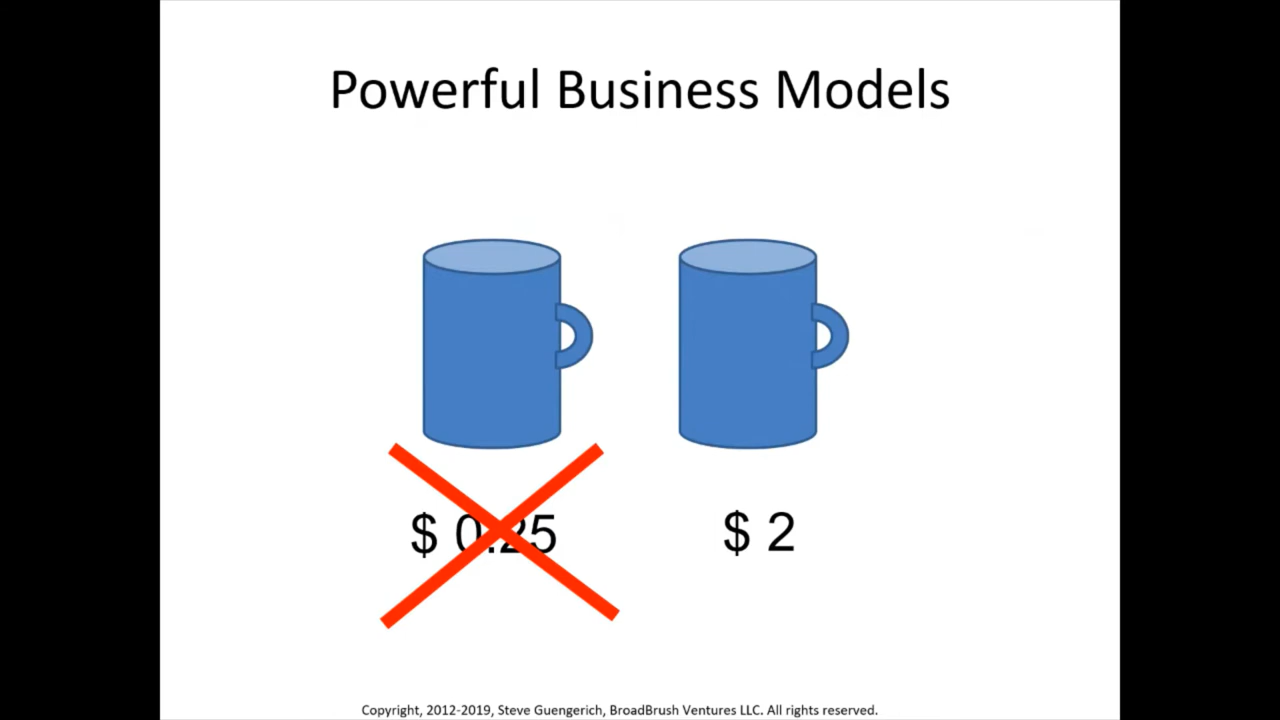 Powerful Business Models
$ 0.25
$ 2
Copyright, 2012-2019, Steve Guengerich, BroadBrush Ventures LLC. All rights reserved.